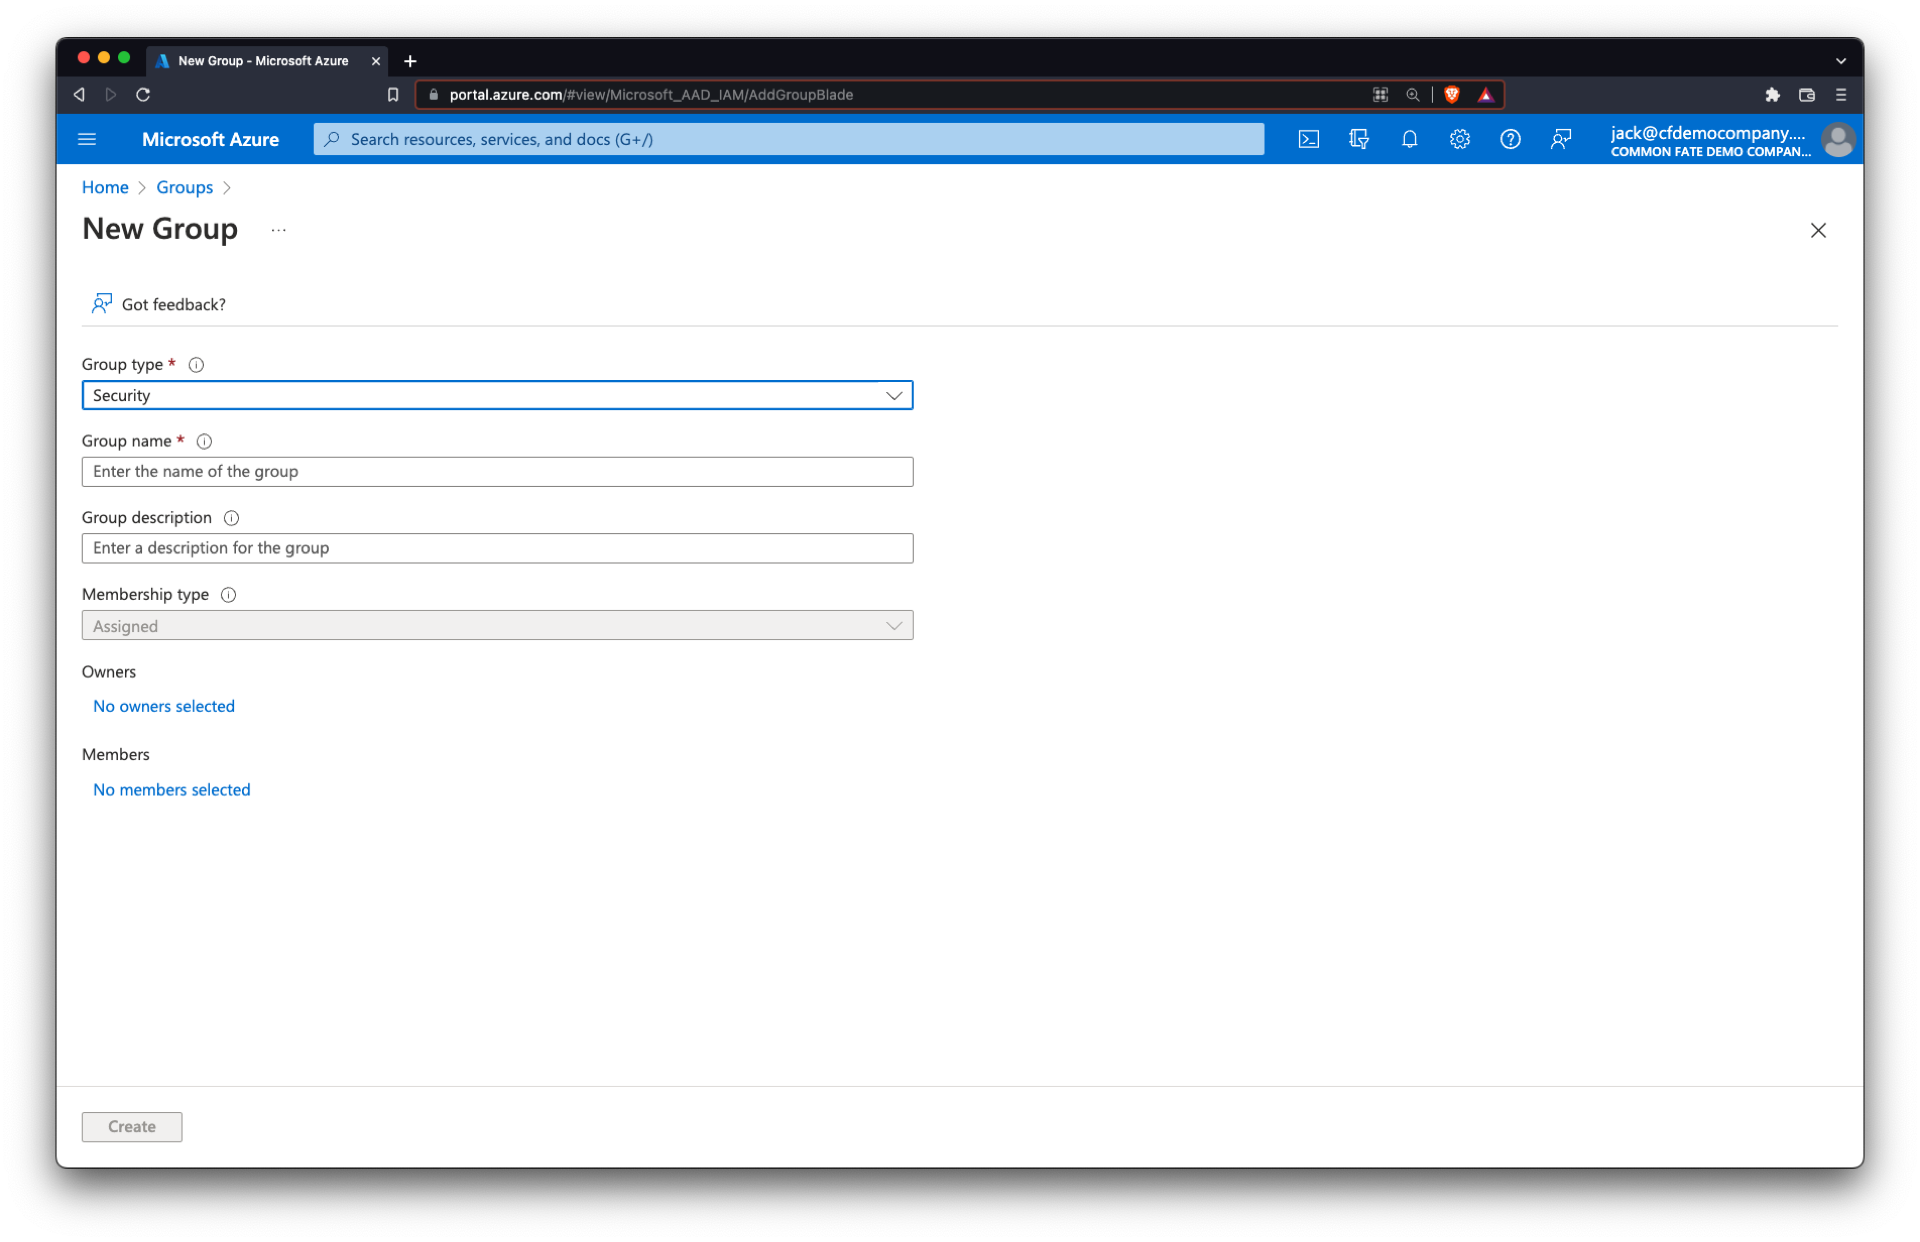 New Group - Microsoft Azure
portal.azure.com/#view/Microsoft_AAD_IAM/AddGroupBlade
Microsoft Azure
Search resources, services, and docs (G+/)
jack@cfdemocompany....
COMMON FATE DEMO COMPAN...
Home > Groups >
New Group ...
Got feedback?
Group type *
Security
Group name *
Enter the name of the group
Group description
Enter a description for the group
Membership type
Assigned
Owners
No owners selected
Members
No members selected
Create